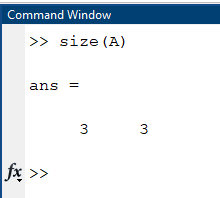 Command Window
>> size(A)
ans =
3 3
fx >>